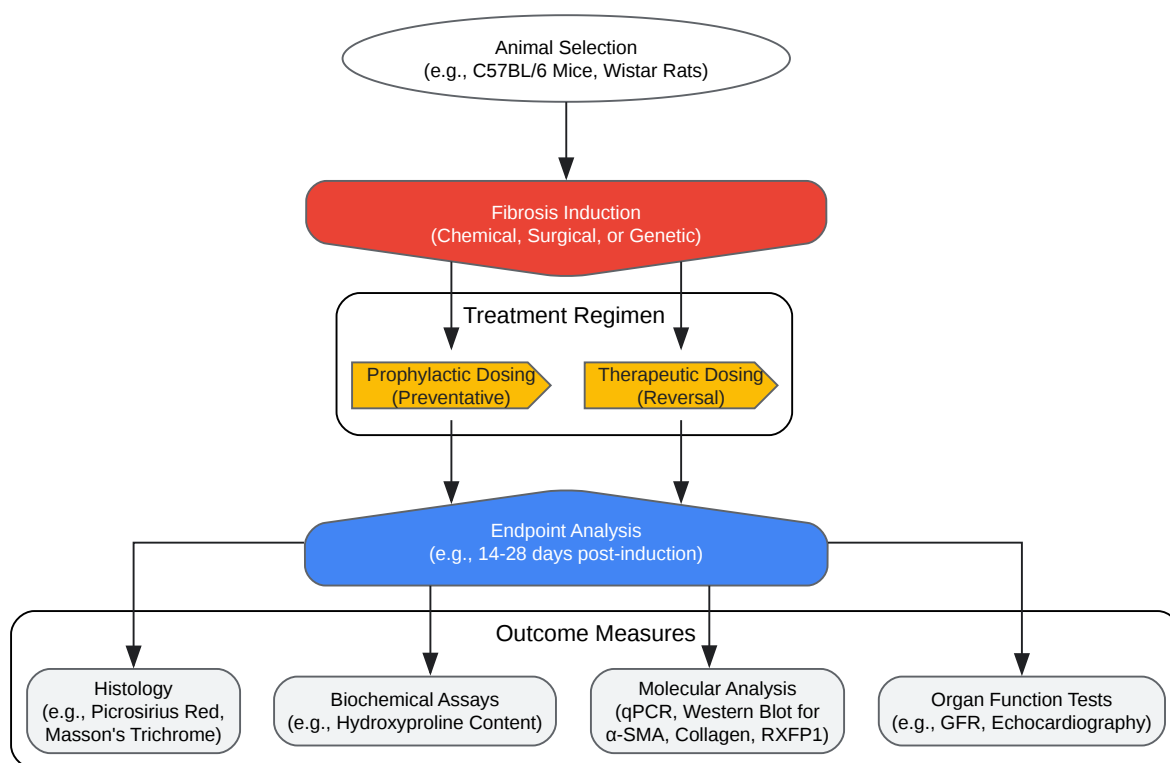 Animal Selection
(e.g., C57BL/6 Mice, Wistar Rats)
Fibrosis Induction
(Chemical, Surgical, or Genetic)
Treatment Regimen
Prophylactic Dosing
(Preventative)
Therapeutic Dosing
(Reversal)
Endpoint Analysis
(e.g., 14-28 days post-induction)
Outcome Measures
Histology
(e.g., Picrosirius Red,
Masson's Trichrome)
Biochemical Assays
(e.g., Hydroxyproline Content)
Molecular Analysis
(qPCR, Western Blot for
α-SMA, Collagen, RXFP1)
Organ Function Tests
(e.g., GFR, Echocardiography)